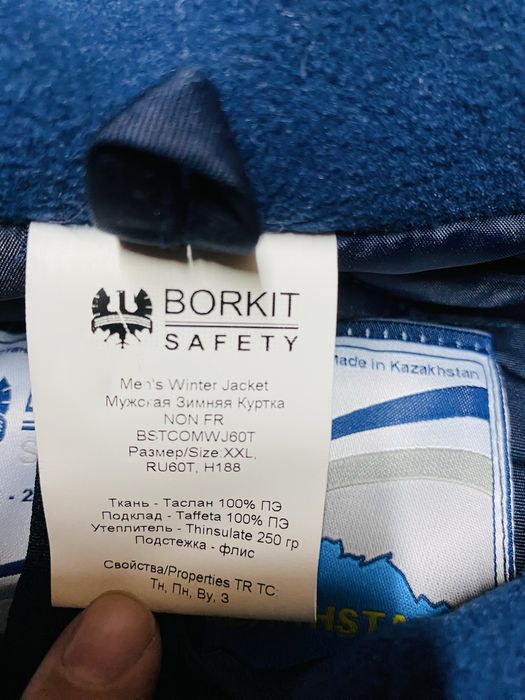 BORKIT
SAFETY
Men's Winter Jacket
Мужская Зимняя Куртка
NON FR
BSTCOMWJ60T
Размер/Size:XXL,
RU60T, H188
Ткань - Таслан 100% ПЭ
Подклад - Taffeta 100% ПЭ
Утеплитель - Thinsulate 250 гр
Подстежка - флис
Свойства/Properties TR TC:
Тн, Пн, Ву, З
Made in Kazakhstan